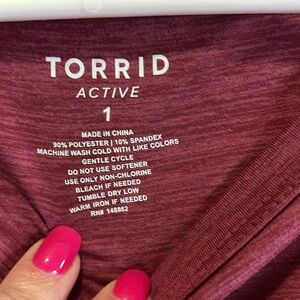 TORRID
ACTIVE
1
MADE IN CHINA
90% POLYESTER | 10% SPANDEX
MACHINE WASH COLD WITH LIKE COLORS
GENTLE CYCLE
DO NOT USE SOFTENER
USE ONLY NON-CHLORINE
BLEACH IF NEEDED
TUMBLE DRY LOW
WARM IRON IF NEEDED
RN# 148862